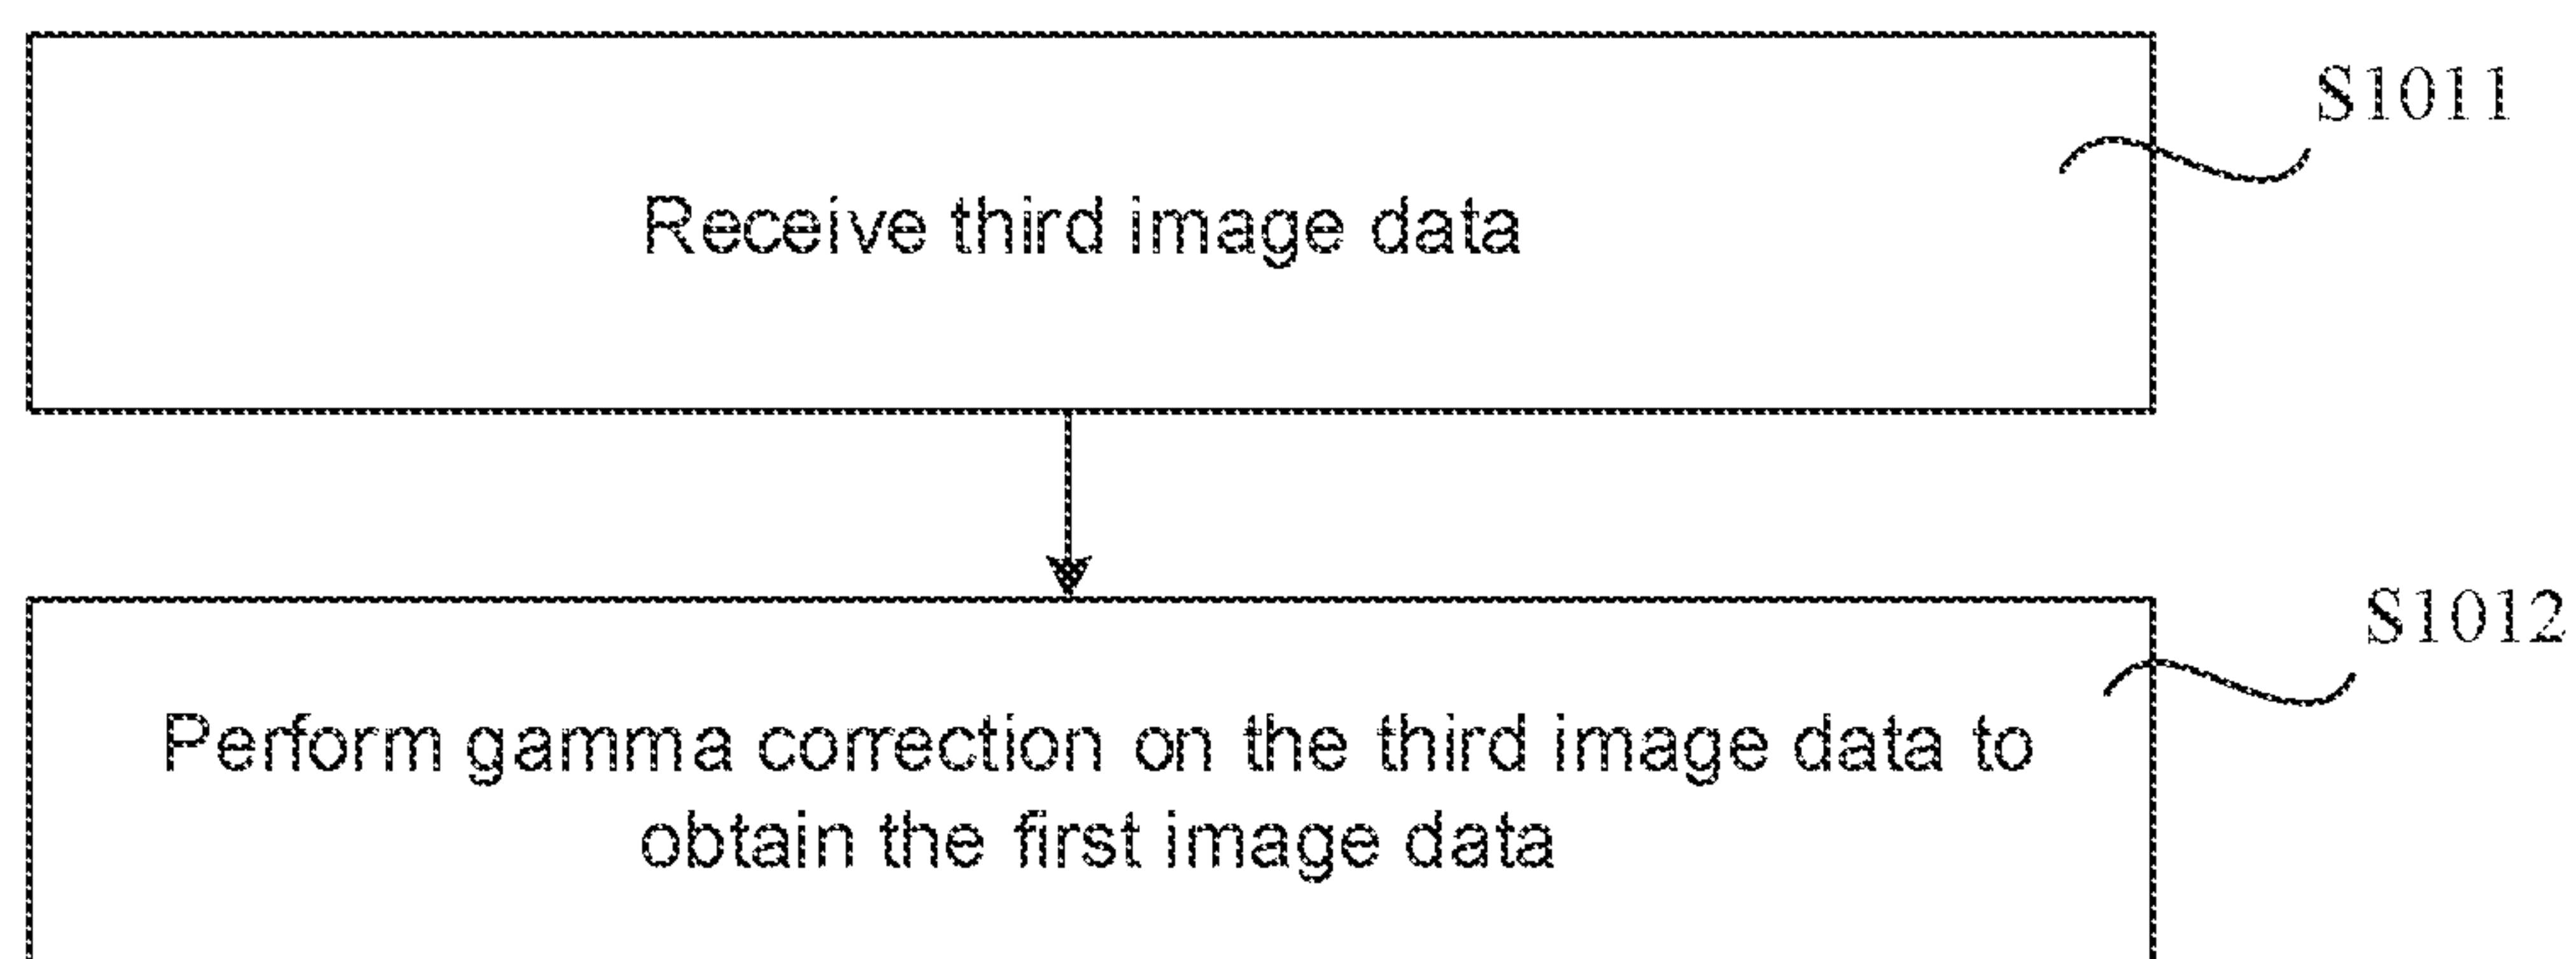 S1011
Receive third image data
S1012
Perform gamma correction on the third image data to
obtain the first image data